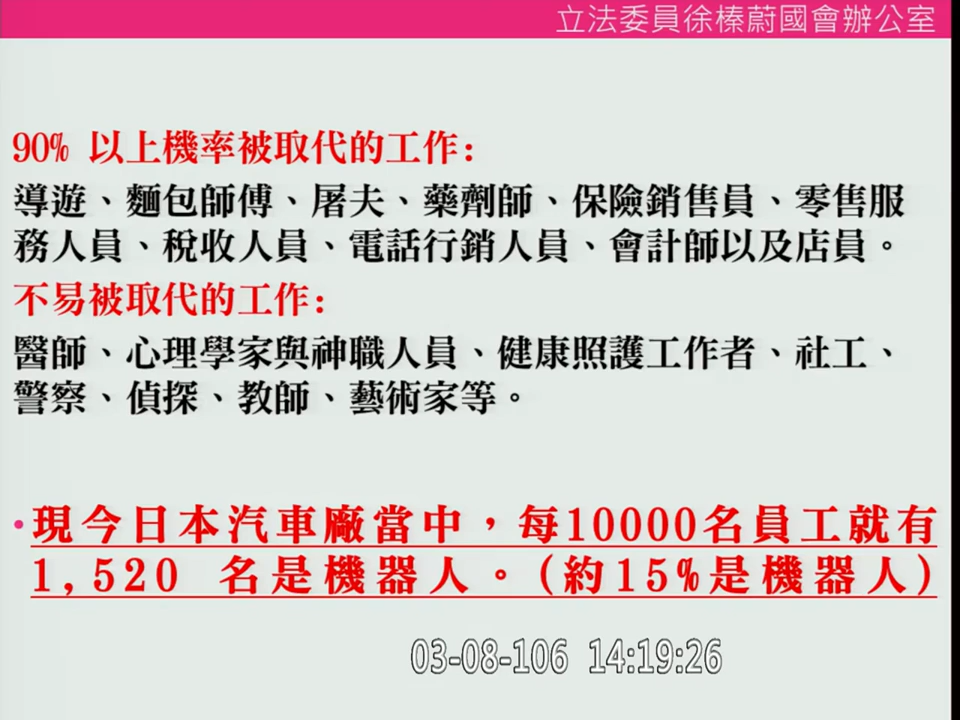 立法委員徐榛蔚國會辦公室
90% 以上機率被取代的工作:
導遊、麵包師傅、屠夫、藥劑師、保險銷售員、零售服
務人員、稅收人員、電話行銷人員、會計師以及店員。
不易被取代的工作:
醫師、心理學家與神職人員、健康照護工作者、社工、
警察、偵探、教師、藝術家等。
•現今日本汽車廠當中,每10000名員工就有
1,520 名是機器人。(約15%是機器人)
03-08-106 14:19:26